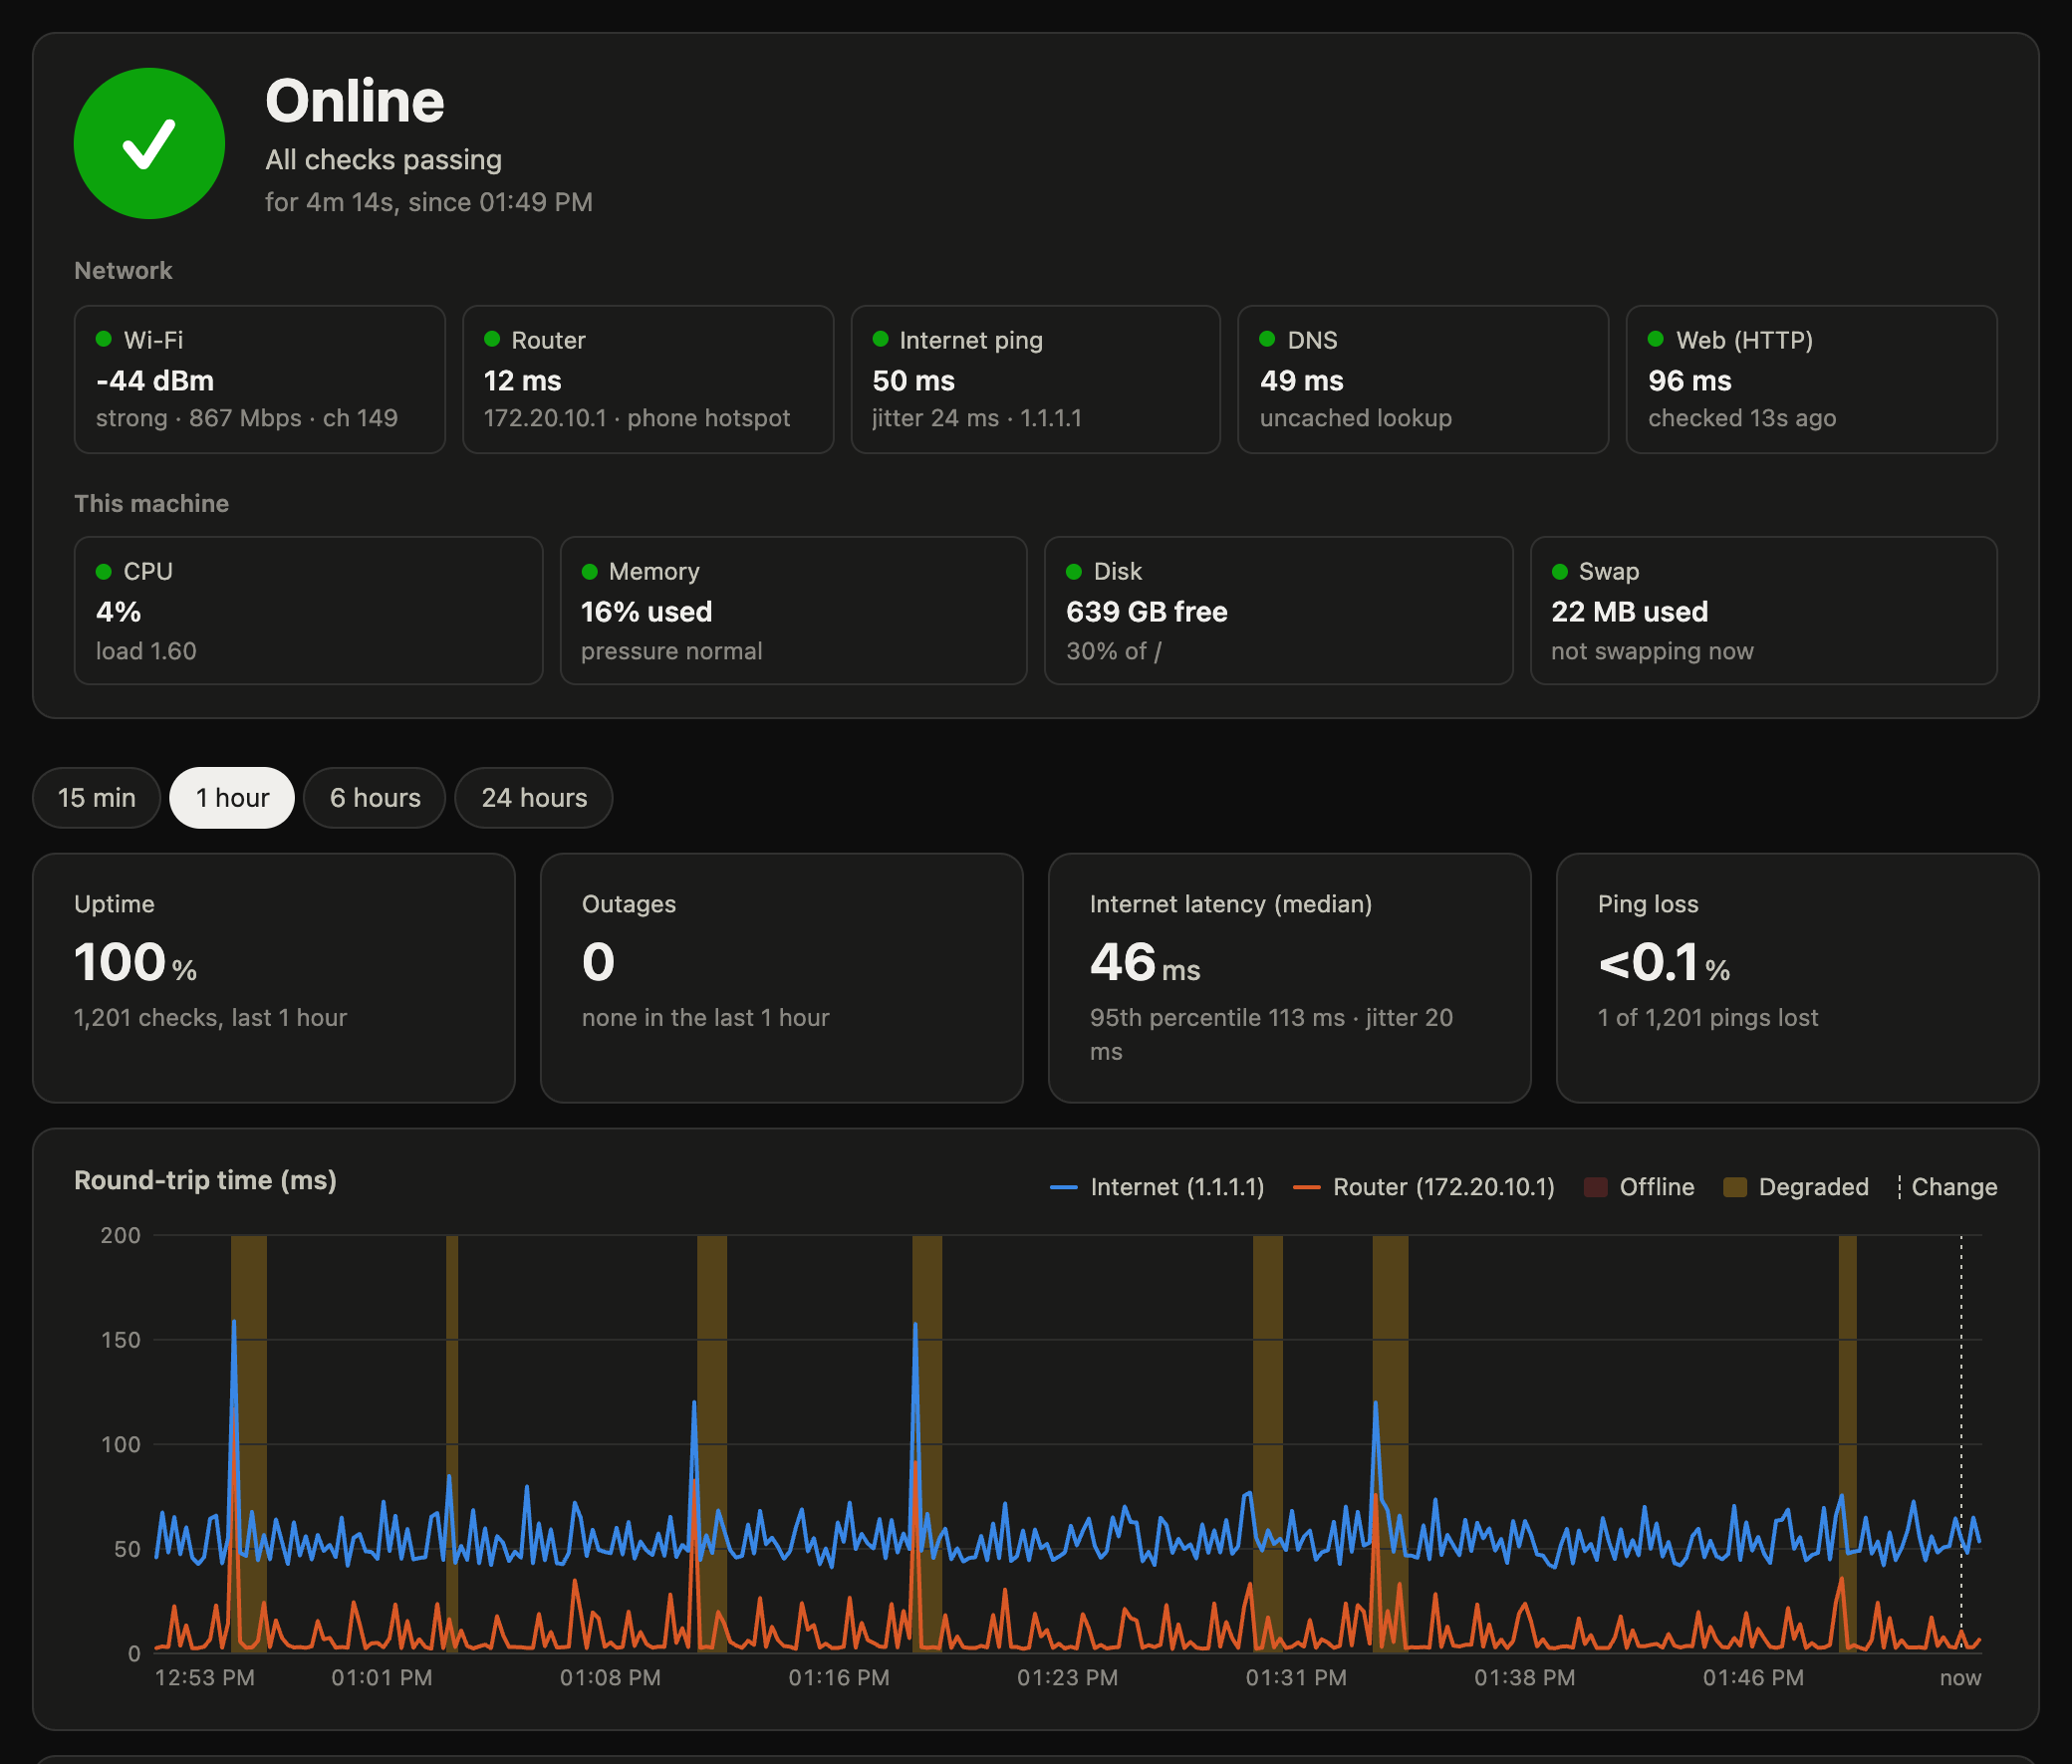 Online
All checks passing
for 4m 14s, since 01:49 PM
Network
Wi-Fi
-44 dBm
strong · 867 Mbps · ch 149
Router
12 ms
172.20.10.1 · phone hotspot
Internet ping
50 ms
jitter 24 ms · 1.1.1.1
DNS
49 ms
uncached lookup
Web (HTTP)
96 ms
checked 13s ago
This machine
CPU
4%
load 1.60
Memory
16% used
pressure normal
Disk
639 GB free
30% of /
Swap
22 MB used
not swapping now
15 min
1 hour
6 hours
24 hours
Uptime
100 %
1,201 checks, last 1 hour
Outages
0
none in the last 1 hour
Internet latency (median)
46 ms
95th percentile 113 ms · jitter 20
ms
Ping loss
<0.1 %
1 of 1,201 pings lost
Round-trip time (ms)
Internet (1.1.1.1)
Router (172.20.10.1)
Offline
Degraded
Change
200
150
100
50
0
12:53 PM
01:01 PM
01:08 PM
01:16 PM
01:23 PM
01:31 PM
01:38 PM
01:46 PM
now